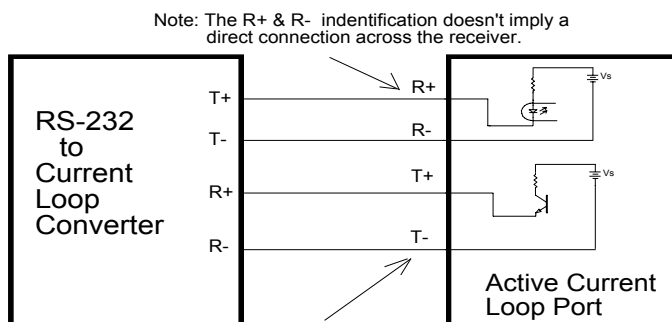 Note: The R+ & R- indentification doesn't imply a
direct connection across the receiver.
RS-232
to
Current
Loop
Converter
T+
T-
R+
R-
R+
R-
T+
T-
Vs
Vs
Active Current
Loop Port